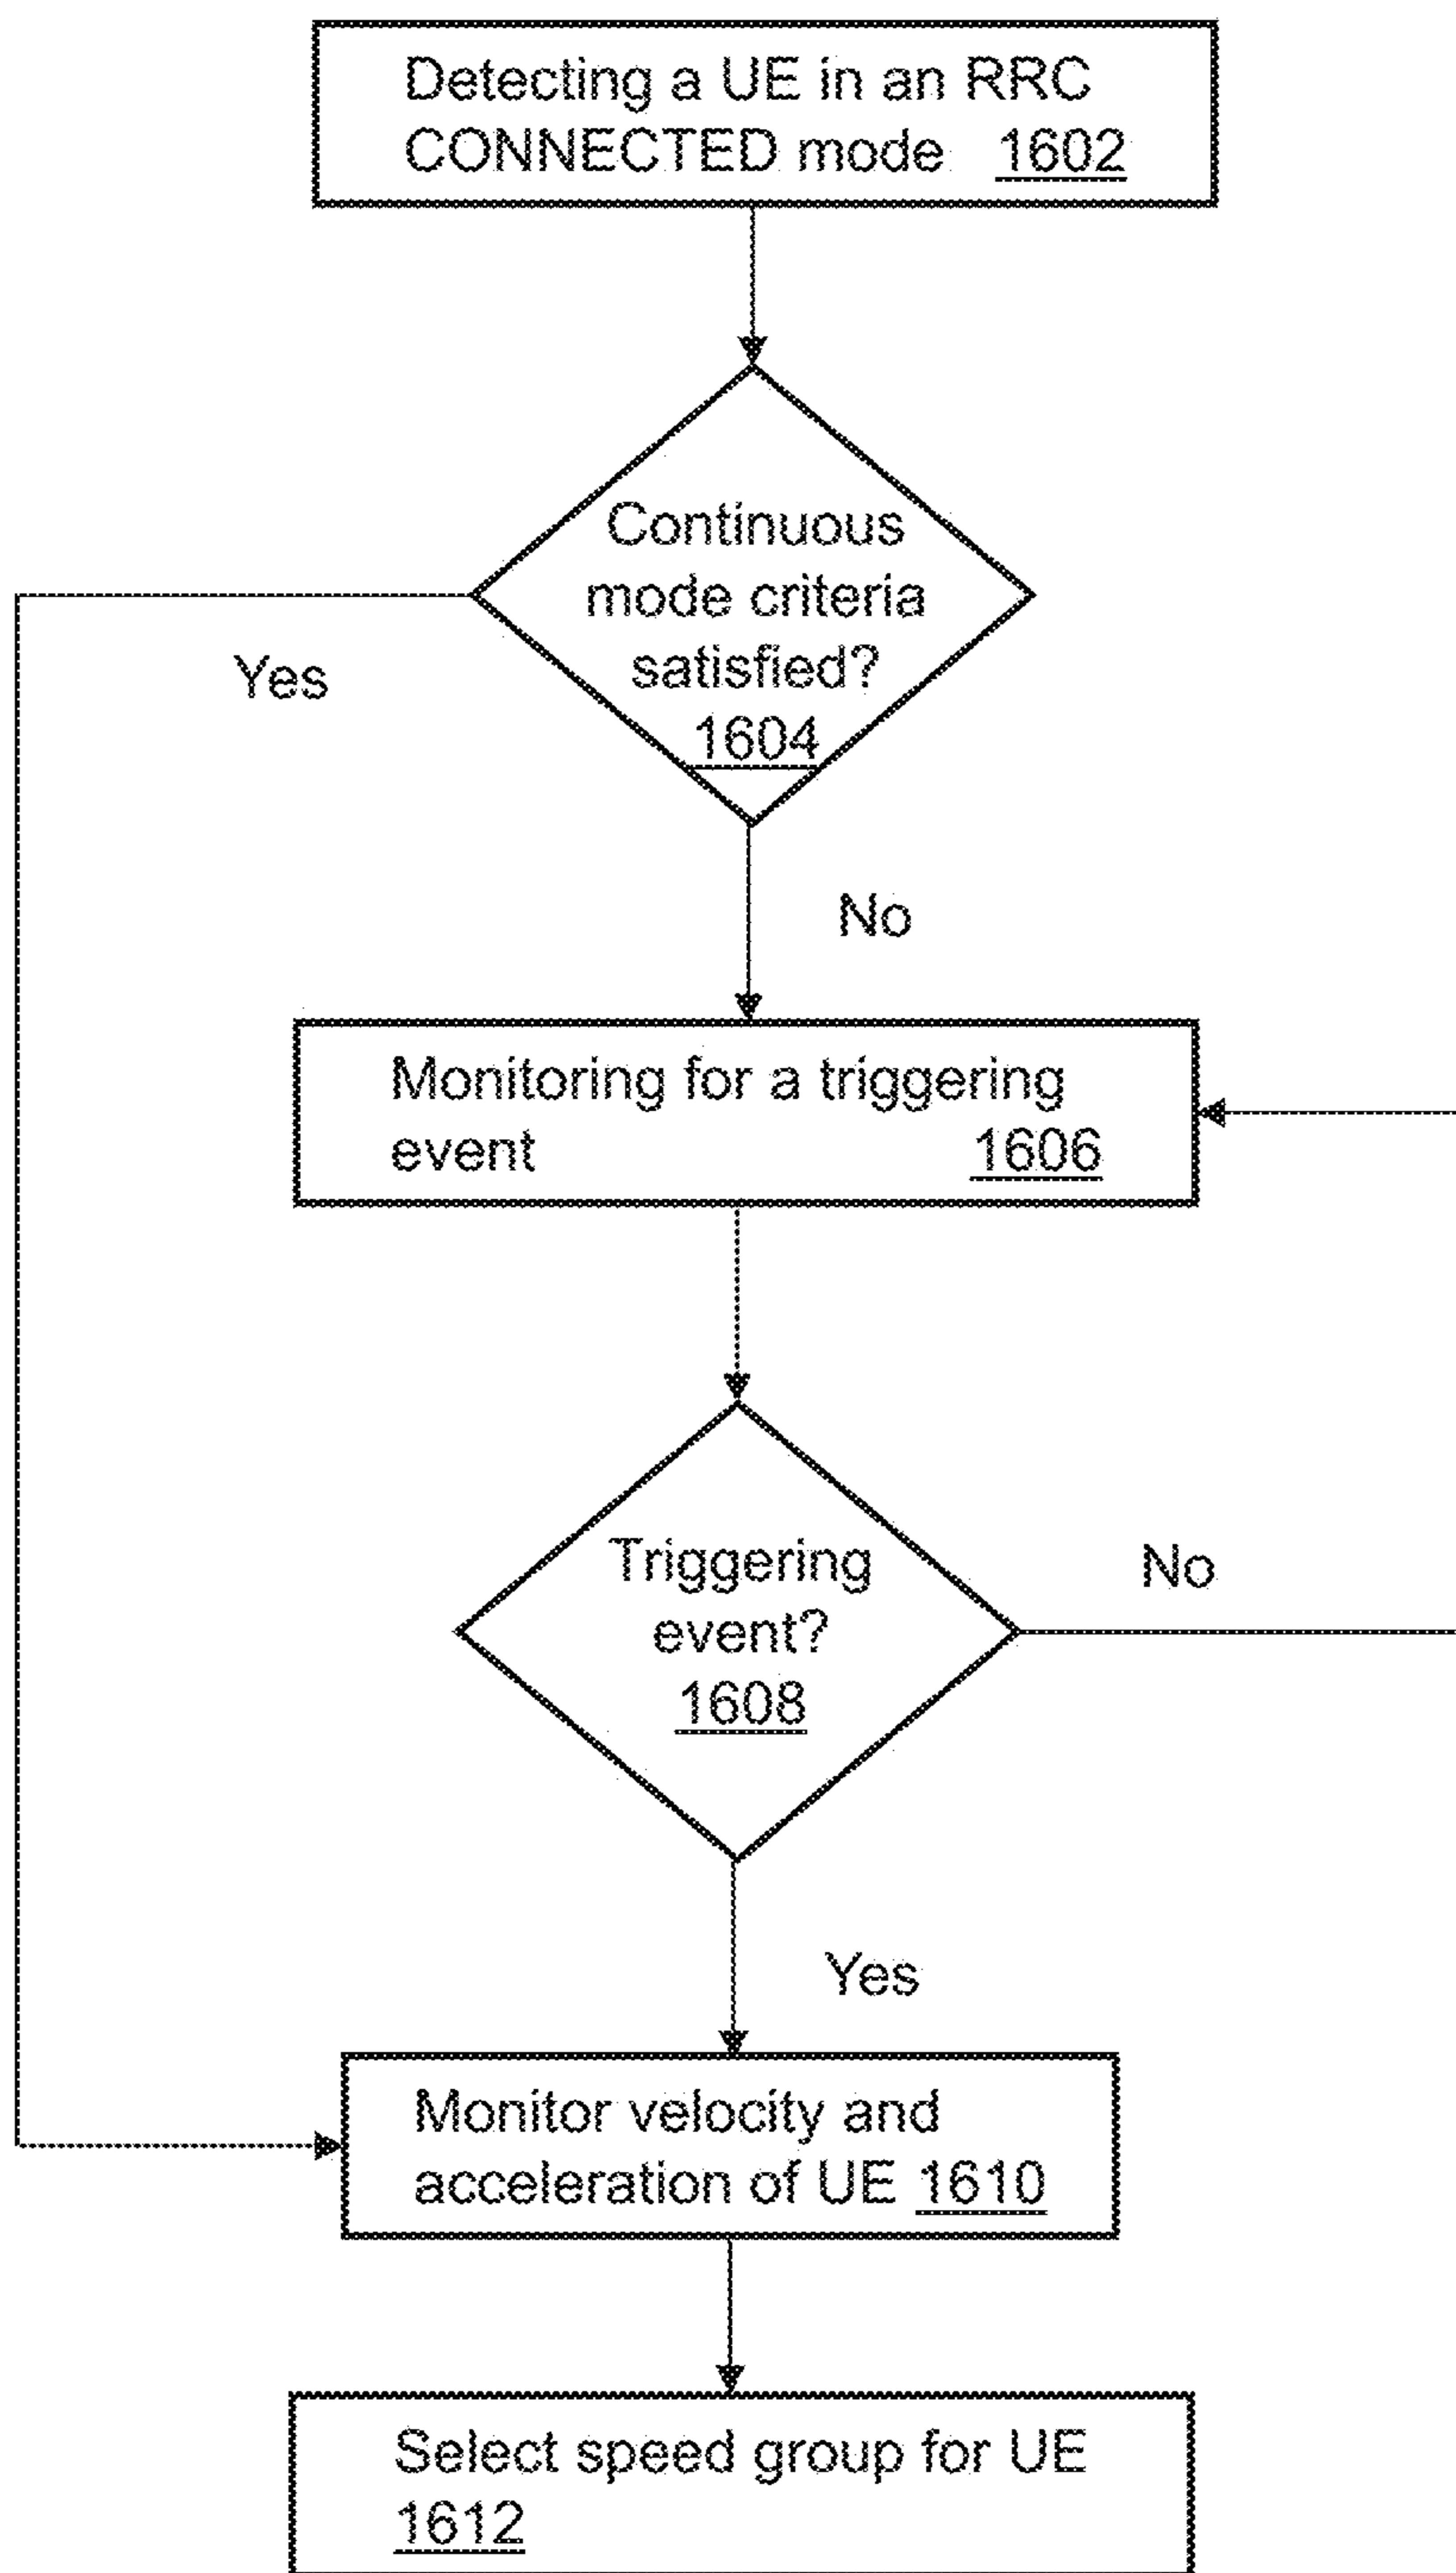 Detecting a UE in an RRC
CONNECTED mode 1602
Continuous
mode criteria
satisfied?
1604
Yes
No
Monitoring for a triggering
event 1606
Triggering
event?
1608
No
Yes
Monitor velocity and
acceleration of UE 1610
Select speed group for UE
1612